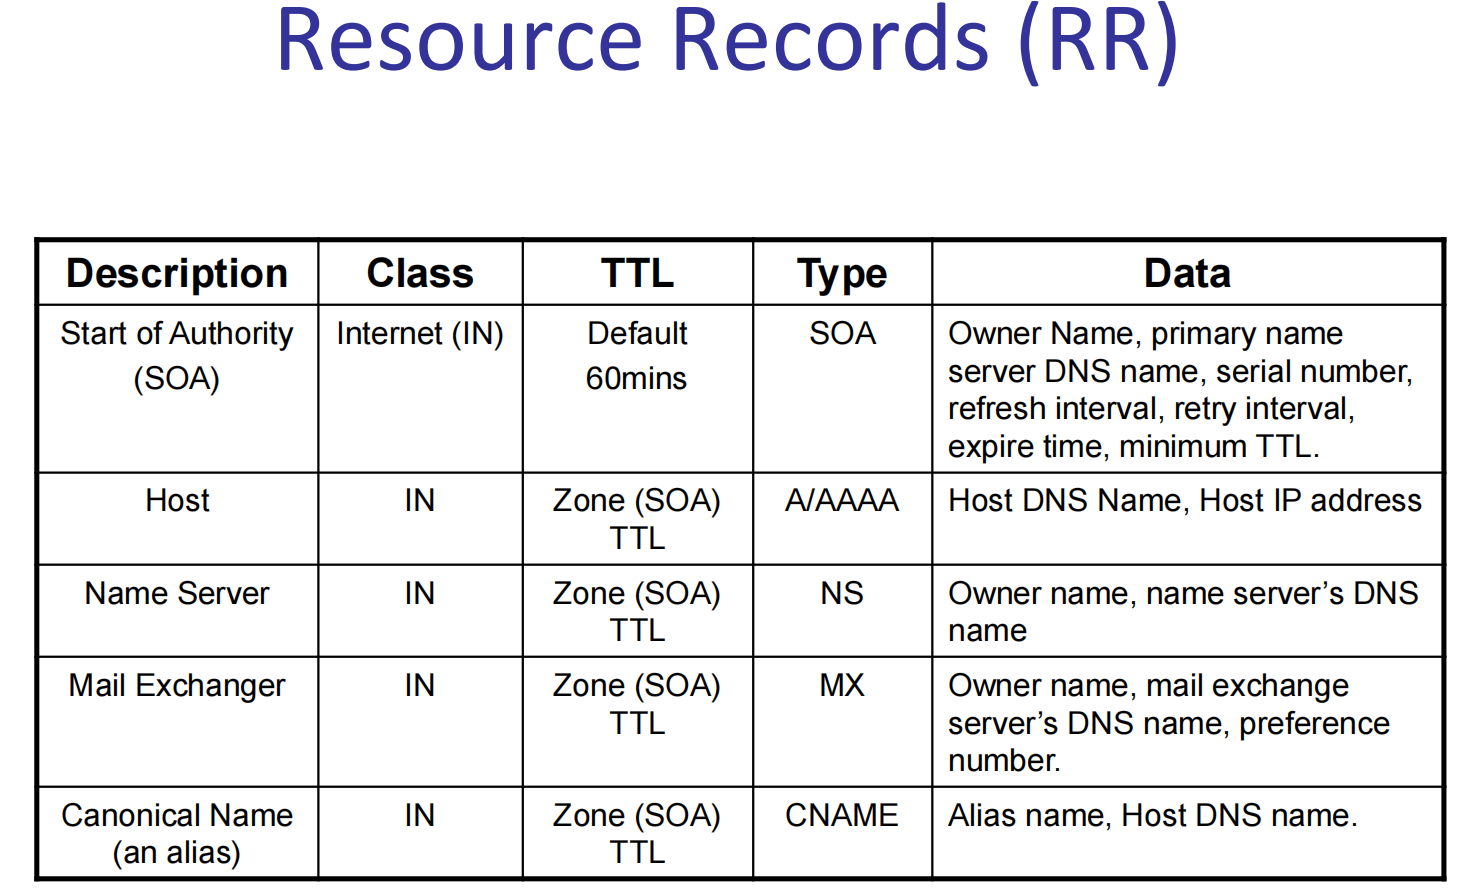 Resource Records (RR)
Description Class TTL Type Data
Start of Authority Internet (IN) Default SOA Owner Name, primary name
(SOA) 60mins server DNS name, serial number,
refresh interval, retry interval,
expire time, minimum TTL.
Host IN Zone (SOA) A/AAAA Host DNS Name, Host IP address
TTL
Name Server IN Zone (SOA) NS Owner name, name server’s DNS
TTL name
Mail Exchanger IN Zone (SOA) MX Owner name, mail exchange
TTL server’s DNS name, preference
number.
Canonical Name IN Zone (SOA) CNAME Alias name, Host DNS name.
(an alias) TTL